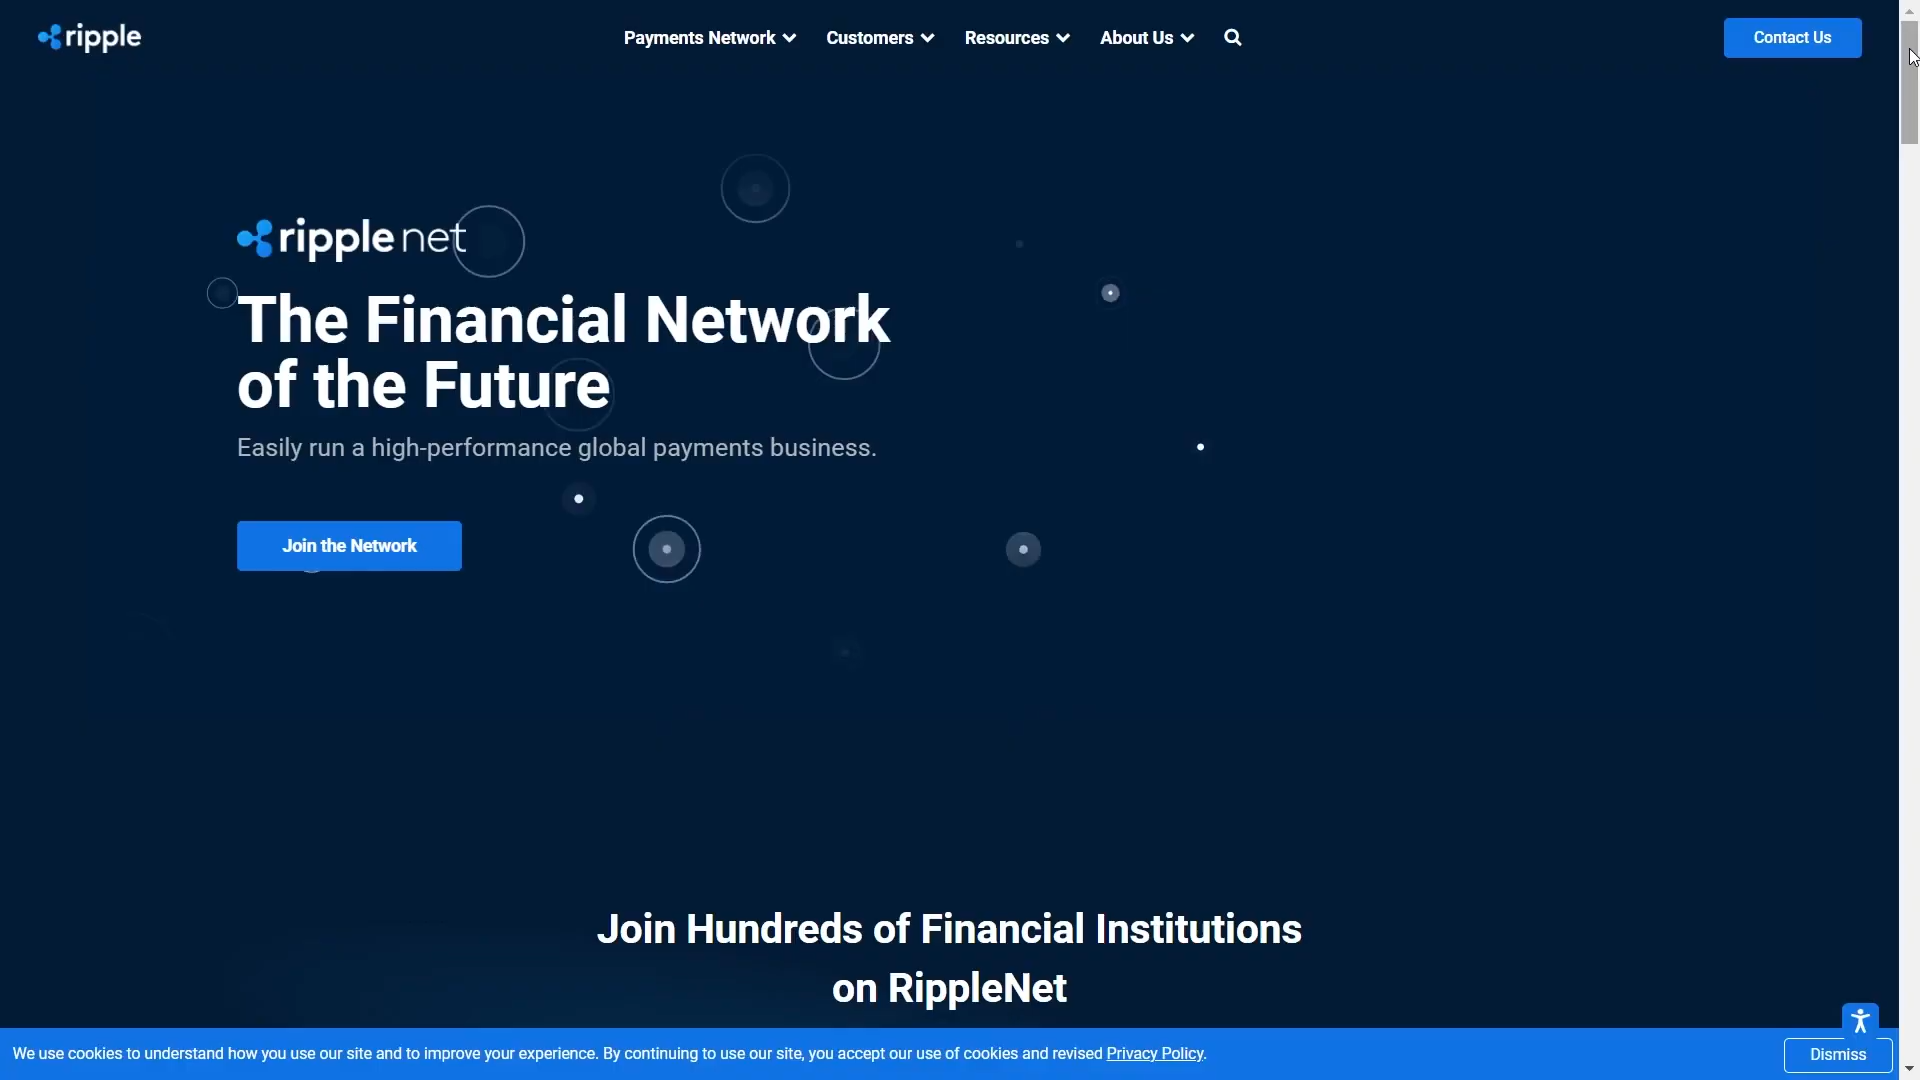 ripple
Payments Network
Customers
Resources
About Us
Contact Us
ripple net
The Financial Network
of the Future
Easily run a high-performance global payments business.
Join the Network
Join Hundreds of Financial Institutions
on RippleNet
We use cookies to understand how you use our site and to improve your experience. By continuing to use our site, you accept our use of cookies and revised Privacy Policy.
Dismiss